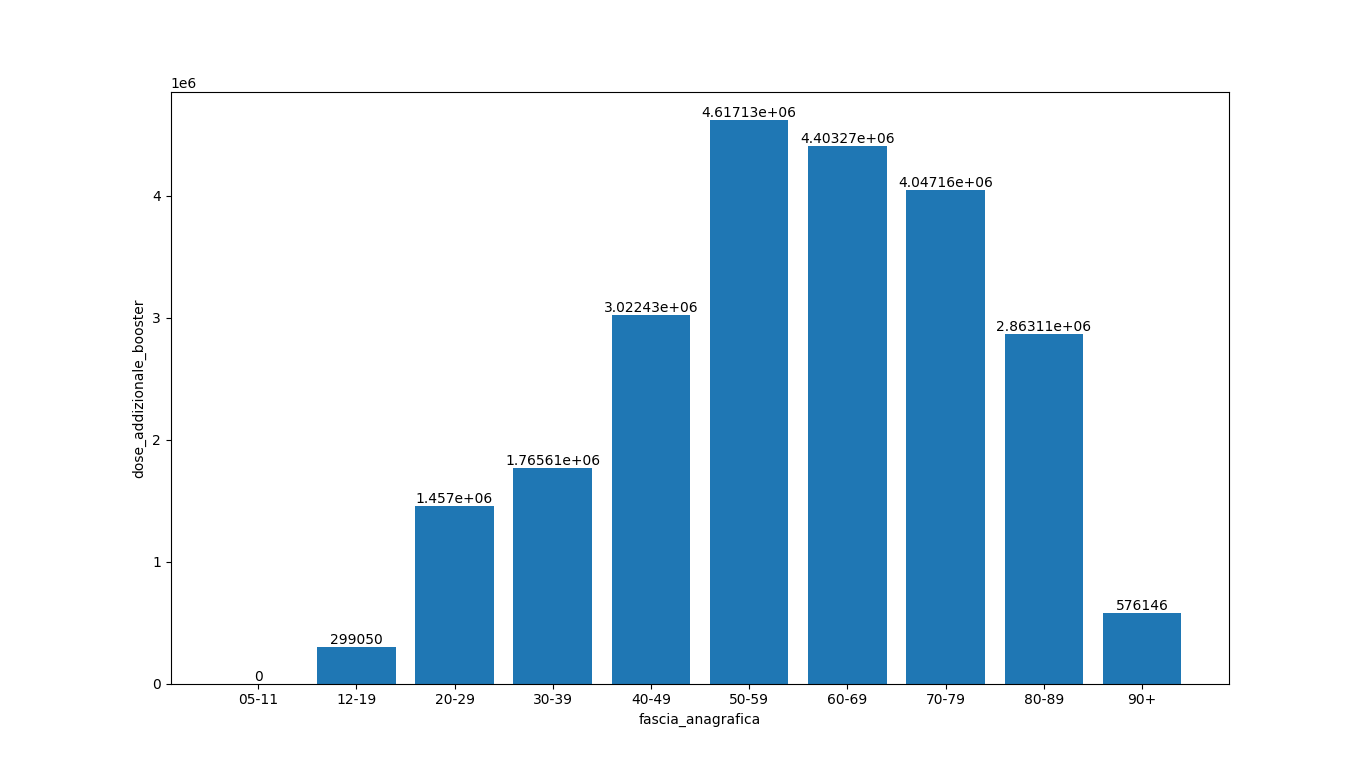 1e6
4.61713e+06
4.40327e+06
4.04716e+06
4
3.02243e+06
3
2.86311e+06
dose_addizionale_booster
2
1.76561e+06
1.457e+06
1
576146
299050
0
0
05-11 12-19 20-29 30-39 40-49 50-59 60-69 70-79 80-89 90+
fascia_anagrafica